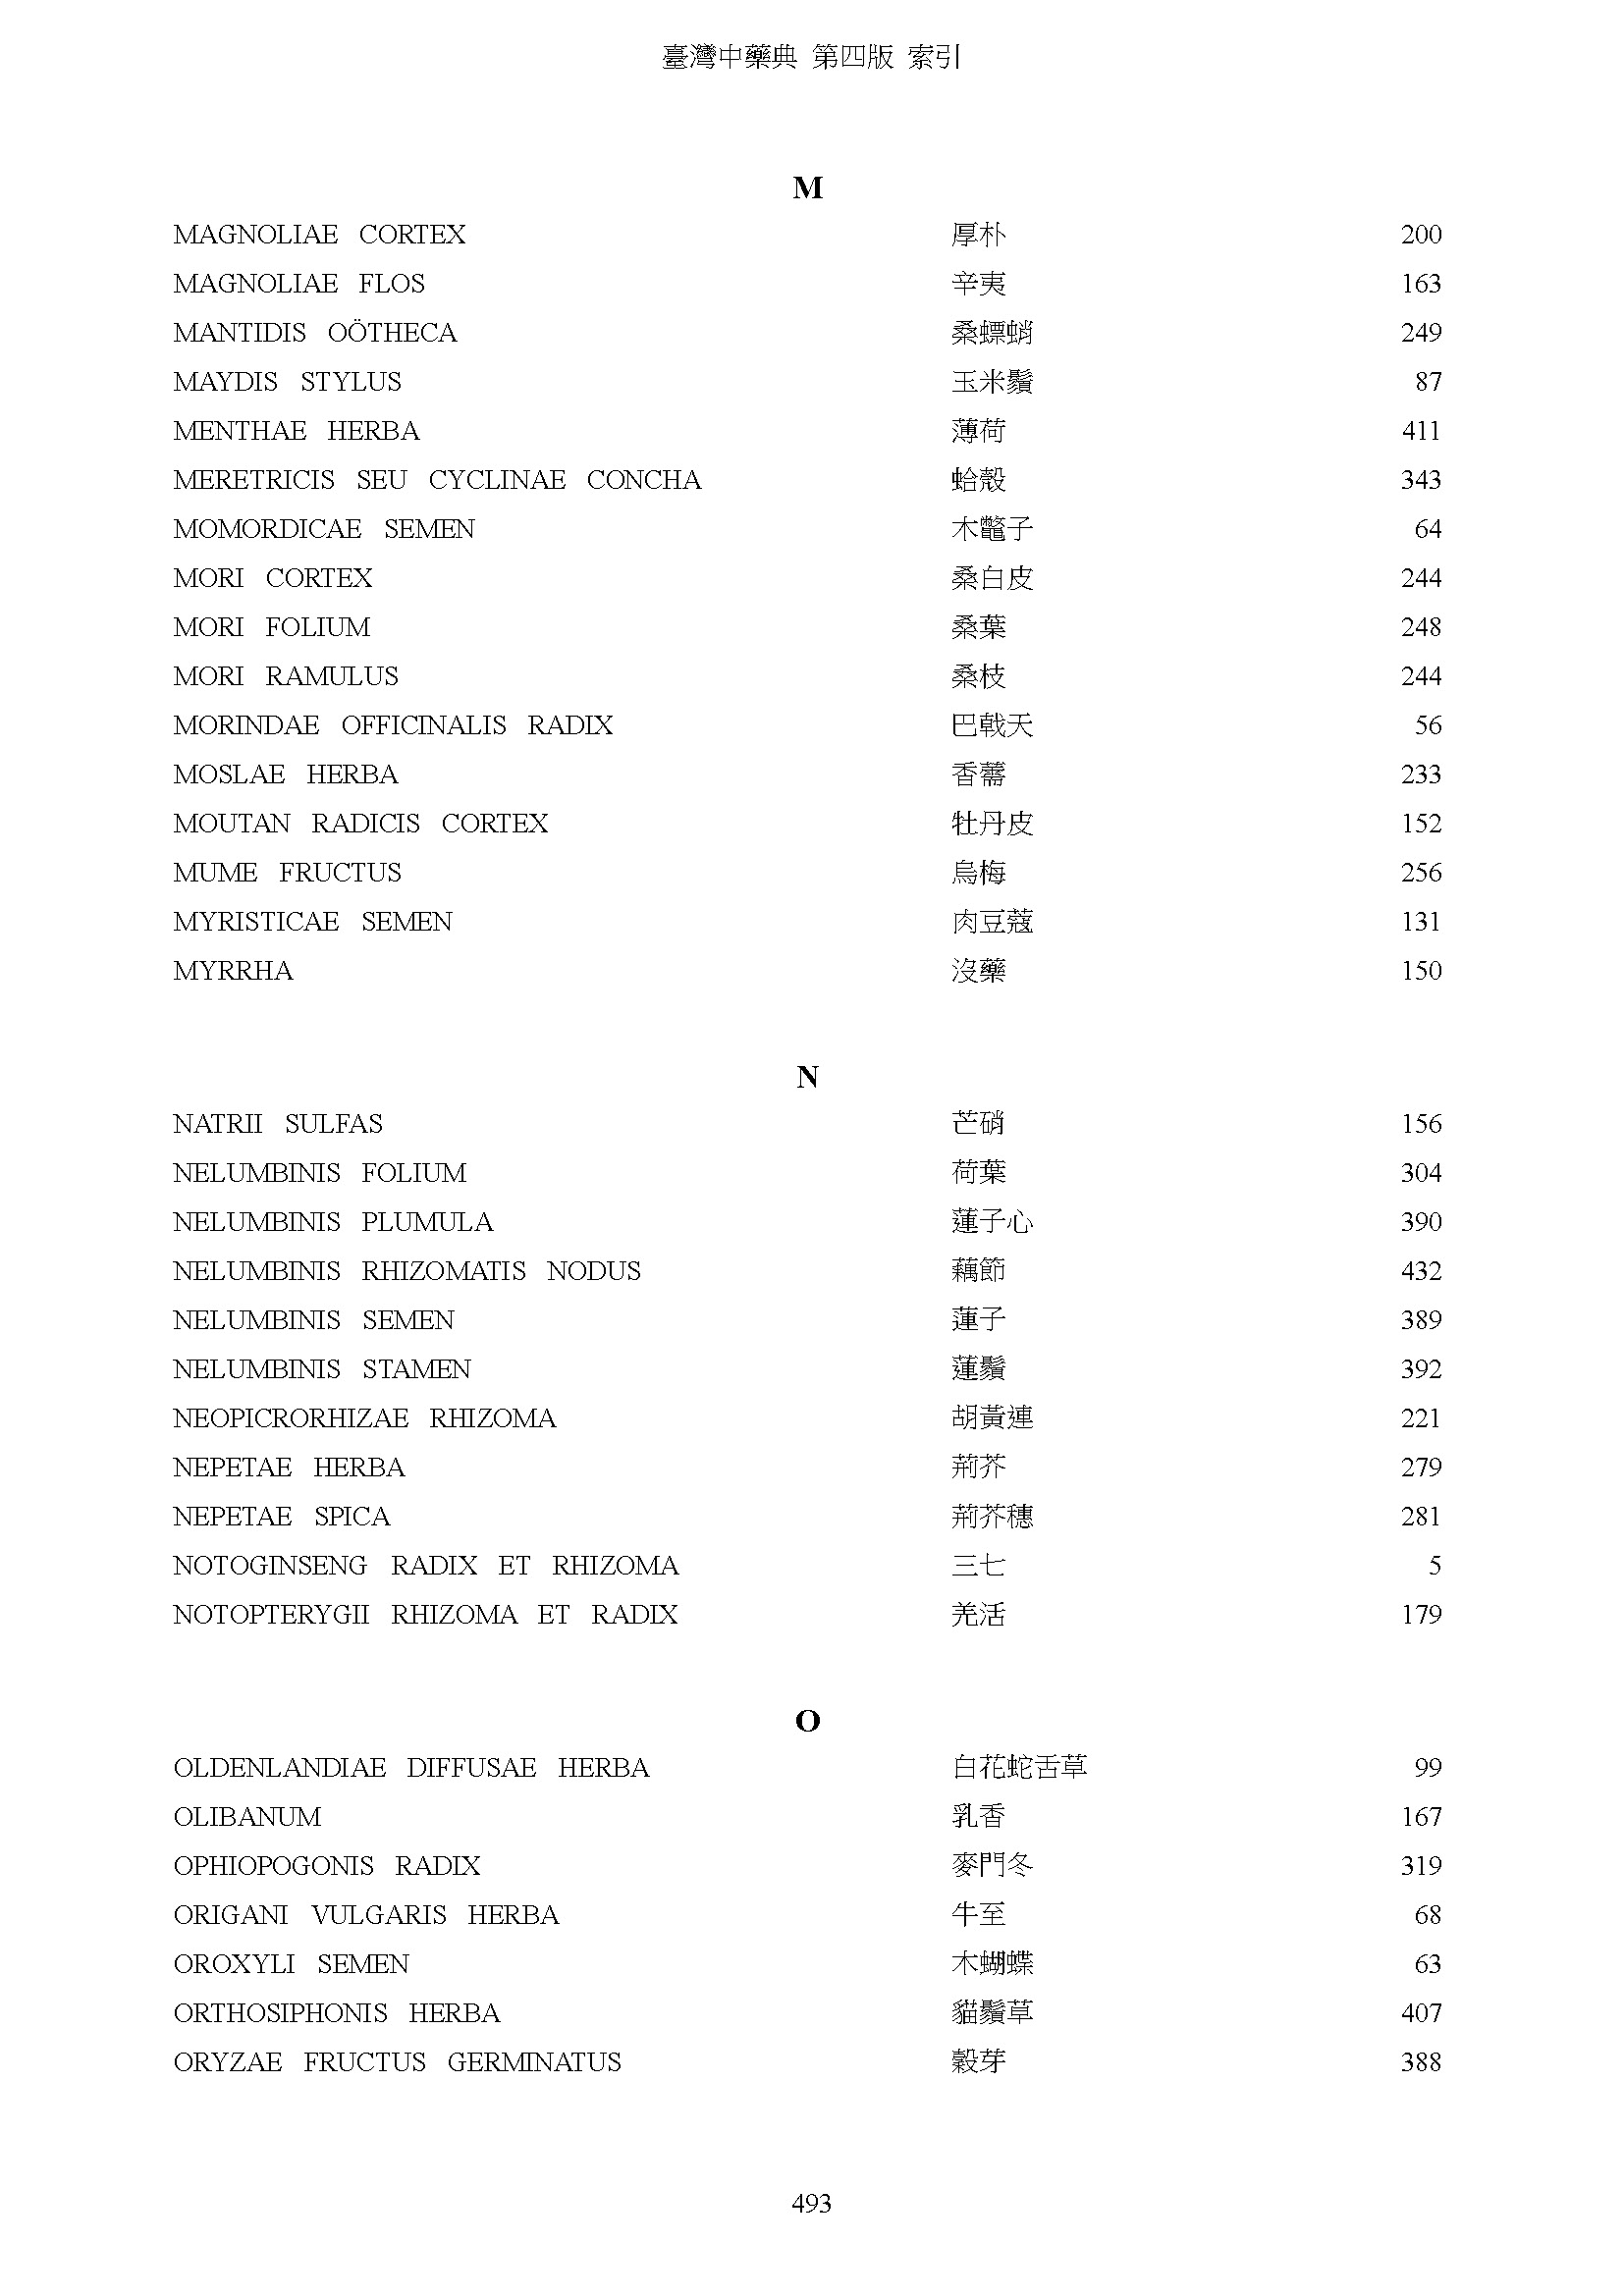 臺灣中藥典 第四版 索引
M
MAGNOLIAE CORTEX 厚朴 200
MAGNOLIAE FLOS 辛夷 163
MANTIDIS OÖTHECA 桑螵蛸 249
MAYDIS STYLUS 玉米鬚 87
MENTHAE HERBA 薄荷 411
MERETRICIS SEU CYCLINAE CONCHA 蛤殼 343
MOMORDICAE SEMEN 木鼈子 64
MORI CORTEX 桑白皮 244
MORI FOLIUM 桑葉 248
MORI RAMULUS 桑枝 244
MORINDAE OFFICINALIS RADIX 巴戟天 56
MOSLAE HERBA 香薷 233
MOUTAN RADICIS CORTEX 牡丹皮 152
MUME FRUCTUS 烏梅 256
MYRISTICAE SEMEN 肉豆蔻 131
MYRRHA 沒藥 150
N
NATRII SULFAS 芒硝 156
NELUMBINIS FOLIUM 荷葉 304
NELUMBINIS PLUMULA 蓮子心 390
NELUMBINIS RHIZOMATIS NODUS 藕節 432
NELUMBINIS SEMEN 蓮子 389
NELUMBINIS STAMEN 蓮鬚 392
NEOPICRORHIZAE RHIZOMA 胡黃連 221
NEPETAE HERBA 荊芥 279
NEPETAE SPICA 荊芥穗 281
NOTOGINSENG RADIX ET RHIZOMA 三七 5
NOTOPTERYGII RHIZOMA ET RADIX 羌活 179
O
OLDENLANDIAE DIFFUSAE HERBA 白花蛇舌草 99
OLIBANUM 乳香 167
OPHIOPOGONIS RADIX 麥門冬 319
ORIGANI VULGARIS HERBA 牛至 68
OROXYLI SEMEN 木蝴蝶 63
ORTHOSIPHONIS HERBA 貓鬚草 407
ORYZAE FRUCTUS GERMINATUS 穀芽 388
493